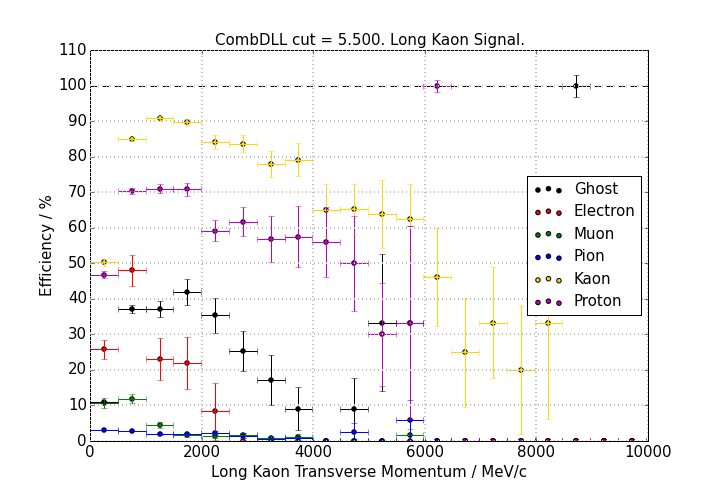 CombDLL cut = 5.500. Long Kaon Signal.
110
100
90
80
70
60
50
40
30
20
10
0
Efficiency / %
Ghost
Electron
Muon
Pion
Kaon
Proton
0 2000 4000 6000 8000 10000
Long Kaon Transverse Momentum / MeV/c